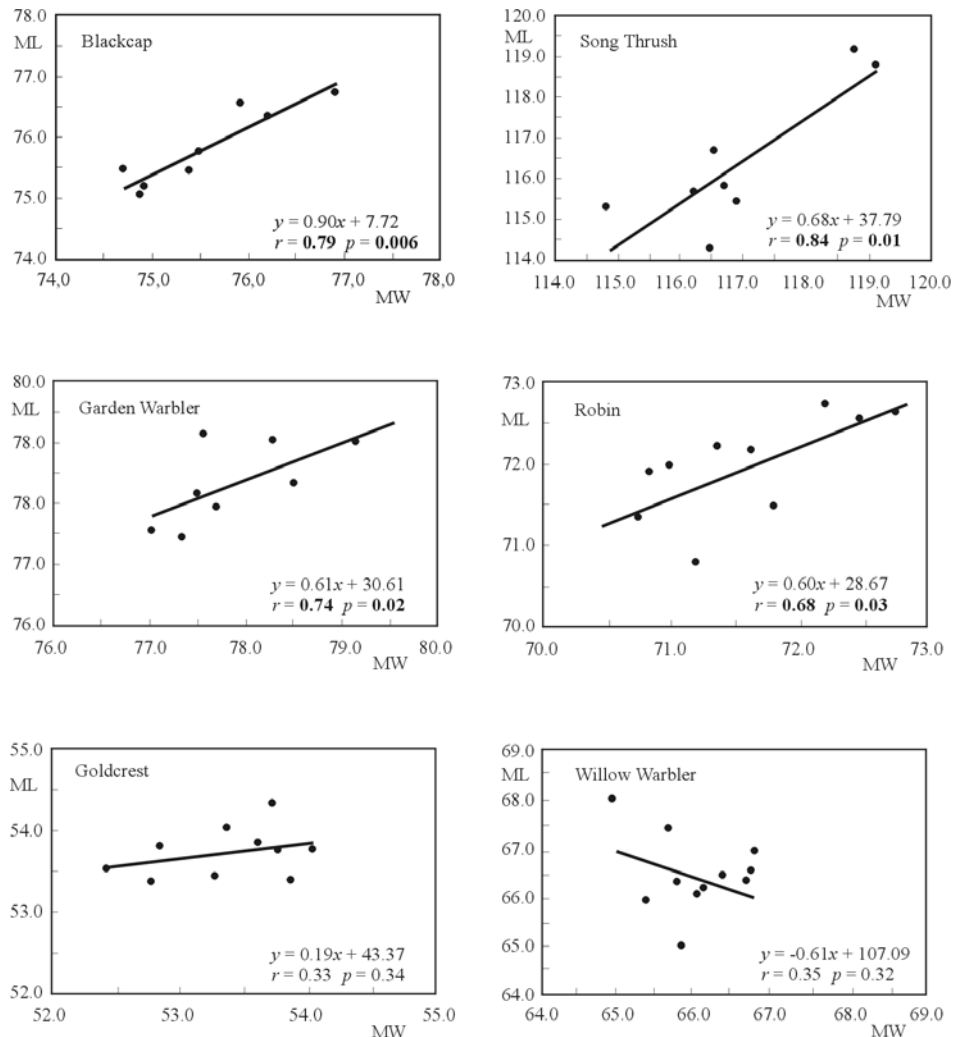 78.0
ML
Blackcap
77.0
76.0
75.0
74.0
y = 0.90x + 7.72
r = 0.79 p = 0.006
74,0 75,0 76,0 77,0 78,0
MW
120.0
ML
Song Thrush
119.0
118.0
117.0
116.0
115.0
114.0
y = 0.68x + 37.79
r = 0.84 p = 0.01
114.0 115.0 116.0 117.0 118.0 119.0 120.0
MW
80.0
ML
Garden Warbler
78.0
78.0
77.0
76.0
y = 0.61x + 30.61
r = 0.74 p = 0.02
76.0 77.0 78.0 79.0 80.0
MW
73.0
ML
Robin
72.0
71.0
70.0
y = 0.60x + 28.67
r = 0.68 p = 0.03
70.0 71.0 72.0 73.0
MW
55.0
ML
Goldcrest
54.0
53.0
52.0
y = 0.19x + 43.37
r = 0.33 p = 0.34
52.0 53.0 54.0 55.0
MW
69.0
ML
Willow Warbler
68.0
67.0
66.0
65.0
64.0
y = -0.61x + 107.09
r = 0.35 p = 0.32
64.0 65.0 66.0 67.0 68.0 69.0
MW